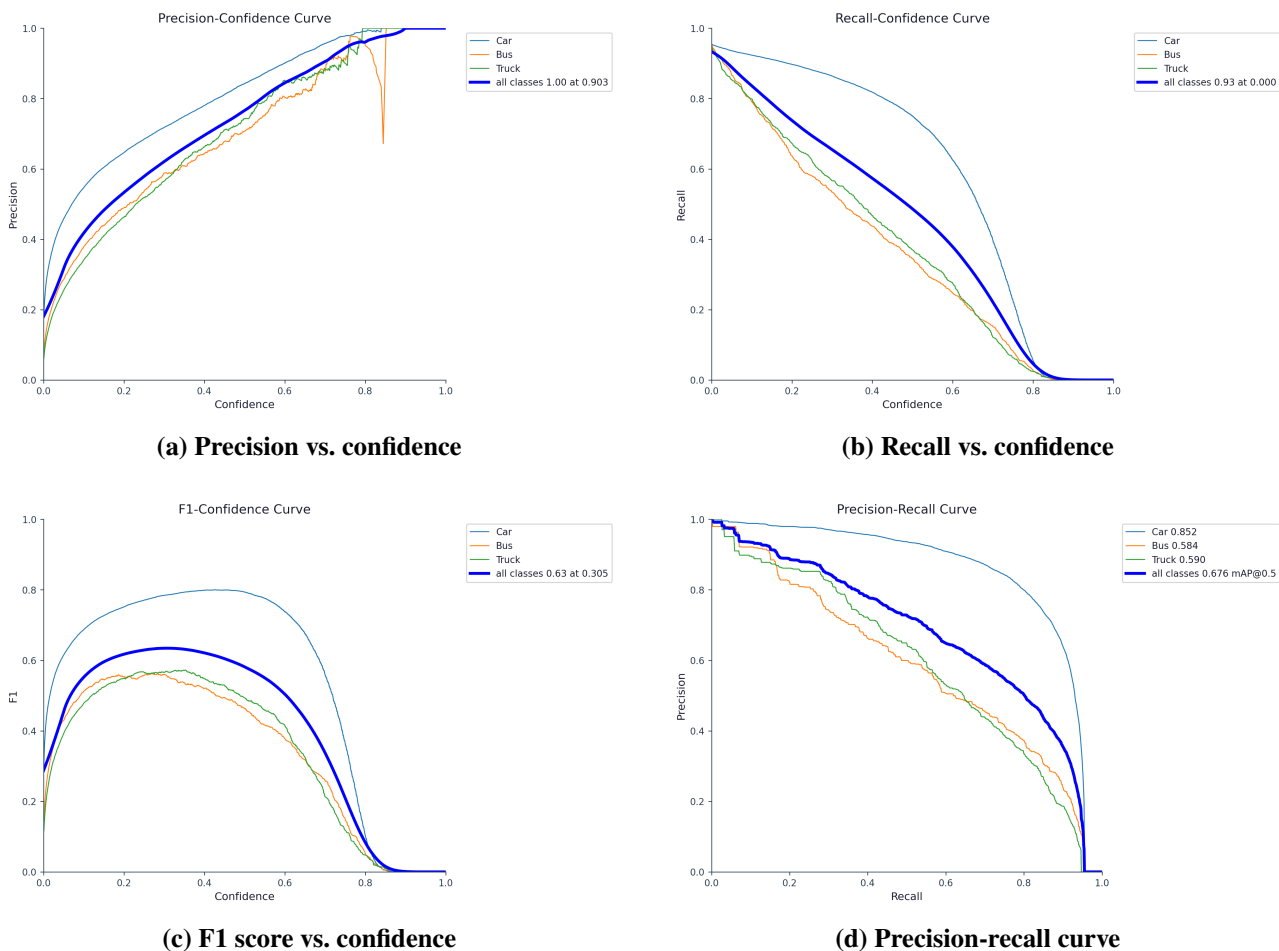 Precision-Confidence Curve
1.0
0.8
0.6
0.4
0.2
0.0
Precision
0.0 0.2 0.4 0.6 0.8 1.0
Confidence
Car
Bus
Truck
all classes 1.00 at 0.903
(a) Precision vs. confidence
Recall-Confidence Curve
1.0
0.8
0.6
0.4
0.2
0.0
Recall
0.0 0.2 0.4 0.6 0.8 1.0
Confidence
Car
Bus
Truck
all classes 0.93 at 0.000
(b) Recall vs. confidence
F1-Confidence Curve
1.0
0.8
0.6
0.4
0.2
0.0
F1
0.0 0.2 0.4 0.6 0.8 1.0
Confidence
Car
Bus
Truck
all classes 0.63 at 0.305
(c) F1 score vs. confidence
Precision-Recall Curve
1.0
0.8
0.6
0.4
0.2
0.0
Precision
0.0 0.2 0.4 0.6 0.8 1.0
Recall
Car 0.852
Bus 0.584
Truck 0.590
all classes 0.676 mAP@0.5
(d) Precision-recall curve